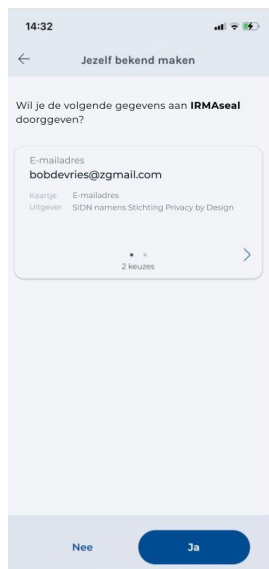 14:32
Jezelf bekend maken
Wil je de volgende gegevens aan IRMAseal
doorggeven?
E-mailadres
bobdevries@zgmail.com
Kaartje E-mailadres
Uitgever SIDN namens Stichting Privacy by Design
2 keuzes
Nee Ja